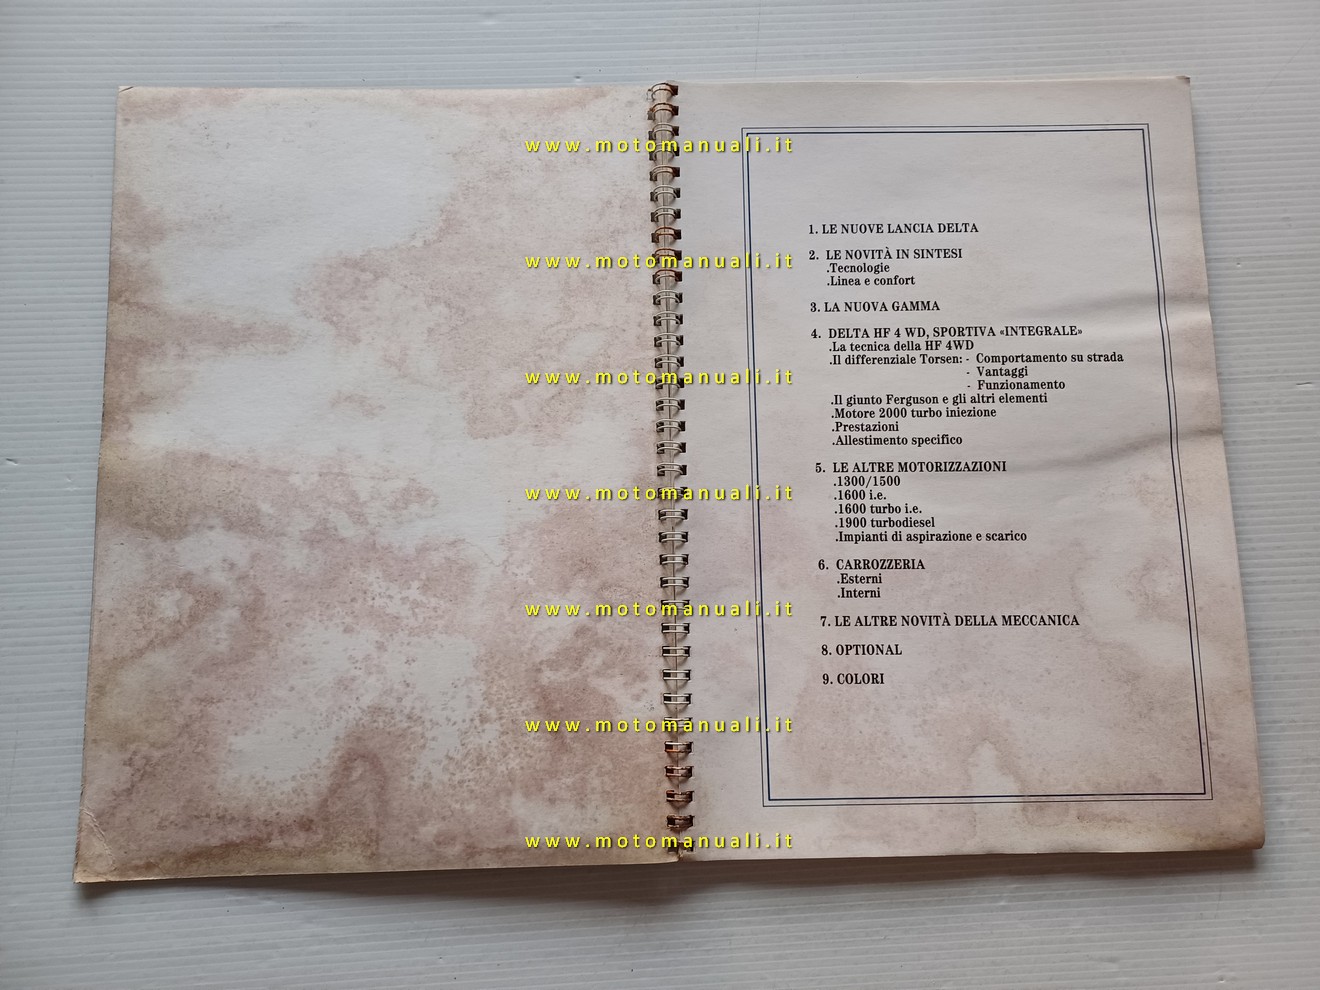 www.motomanuali.it
1. LE NUOVE LANCIA DELTA
2. LE NOVITÀ IN SINTESI
www.motomanuali.it
.Tecnologie
.Linea e confort
3. LA NUOVA GAMMA
4. DELTA HF 4 WD, SPORTIVA «INTEGRALE»
.La tecnica della HF 4WD
.Il differenziale Torsen: - Comportamento su strada
- Vantaggi
www.motomanuali.it
- Funzionamento
.Il giunto Ferguson e gli altri elementi
.Motore 2000 turbo iniezione
.Prestazioni
.Allestimento specifico
5. LE ALTRE MOTORIZZAZIONI
.1300/1500
www.motomanuali.it
.1600 i.e.
.1600 turbo i.e.
.1900 turbodiesel
.Impianti di aspirazione e scarico
6. CARROZZERIA
.Esterni
.Interni
www.motomanuali.it
7. LE ALTRE NOVITÀ DELLA MECCANICA
8. OPTIONAL
9. COLORI
www.motomanuali.it
www.motomanuali.it